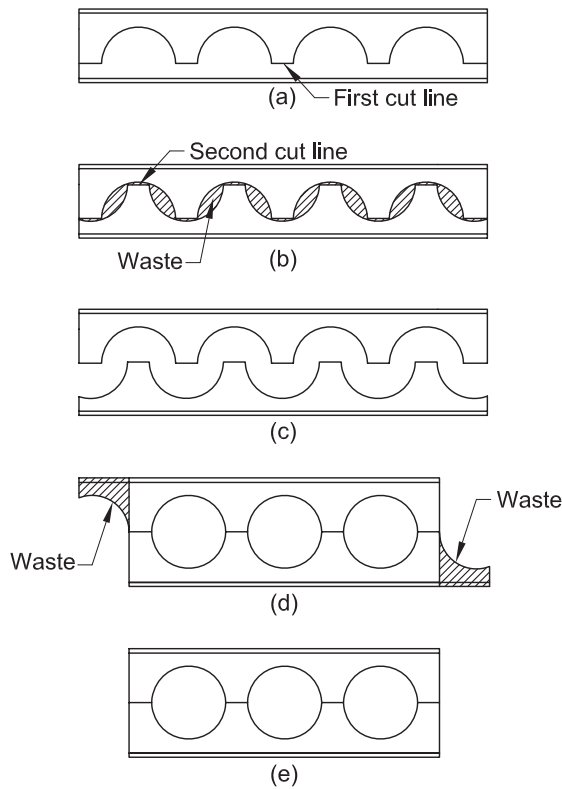 First cut line
(a)
Second cut line
Waste
(b)
(c)
Waste
Waste
(d)
(e)